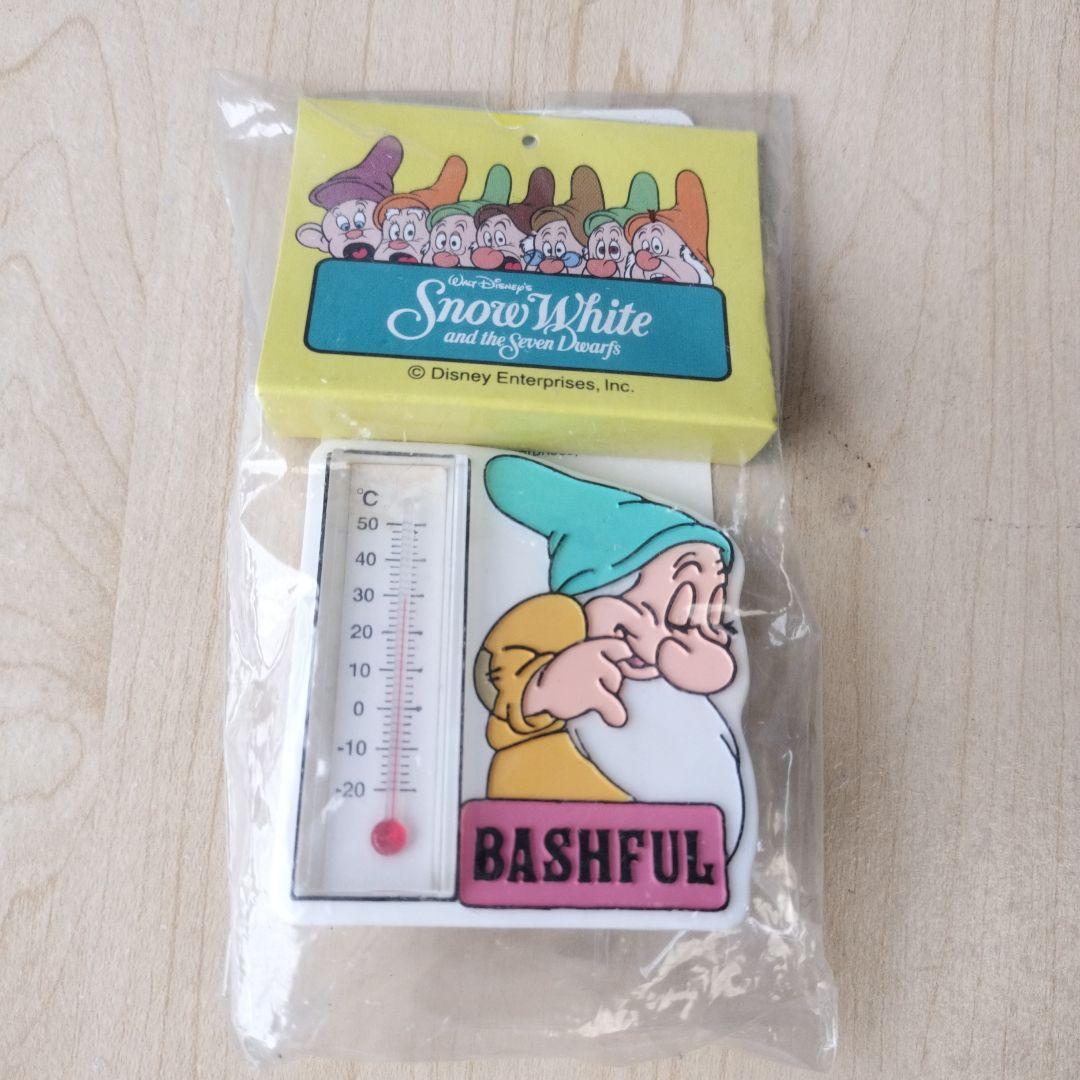 WALT DISNEY'S
Snow White
and the Seven Dwarfs
© Disney Enterprises, Inc.
°C
50
40
30
20
10
0
-10
-20
BASHFUL